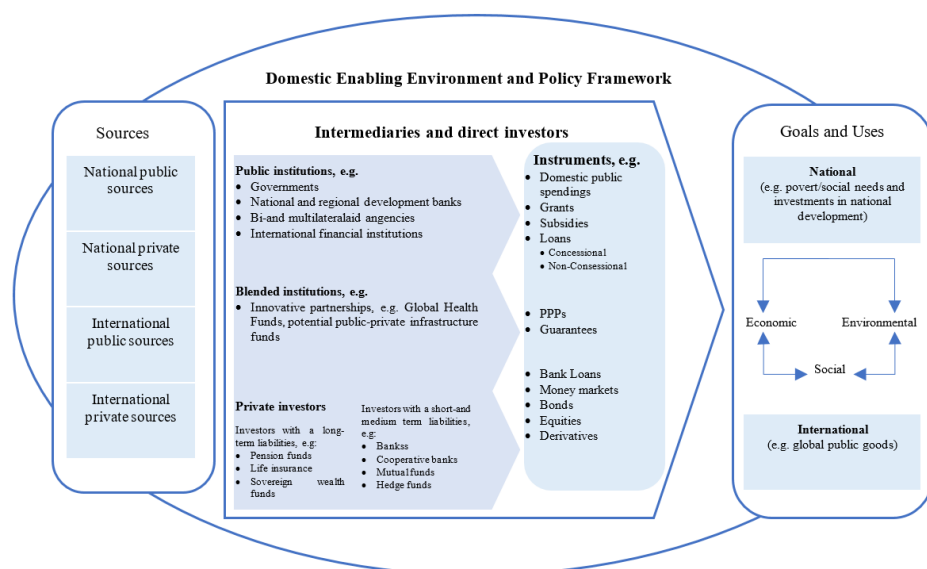 Domestic Enabling Environment and Policy Framework
Sources
National public
sources
National private
sources
International
public sources
International
private sources
Intermediaries and direct investors
Public institutions, e.g.
• Governments
• National and regional development banks
• Bi-and multilateralaid angencies
• International financial institutions
Blended institutions, e.g.
• Innovative partnerships, e.g. Global Health
Funds, potential public-private infrastructure
funds
Private investors
Investors with a long-
term liabilities, e.g:
• Pension funds
• Life insurance
• Sovereign wealth
funds
Investors with a short-and
medium term liabilities,
e.g:
• Bankss
• Cooperative banks
• Mutual funds
• Hedge funds
Instruments, e.g.
• Domestic public
spendings
• Grants
• Subsidies
• Loans
• Concessional
• Non-Consessional
• PPPs
• Guarantees
• Bank Loans
• Money markets
• Bonds
• Equities
• Derivatives
Goals and Uses
National
(e.g. povert/social needs and
investments in national
development)
Economic
Environmental
Social
International
(e.g. global public goods)